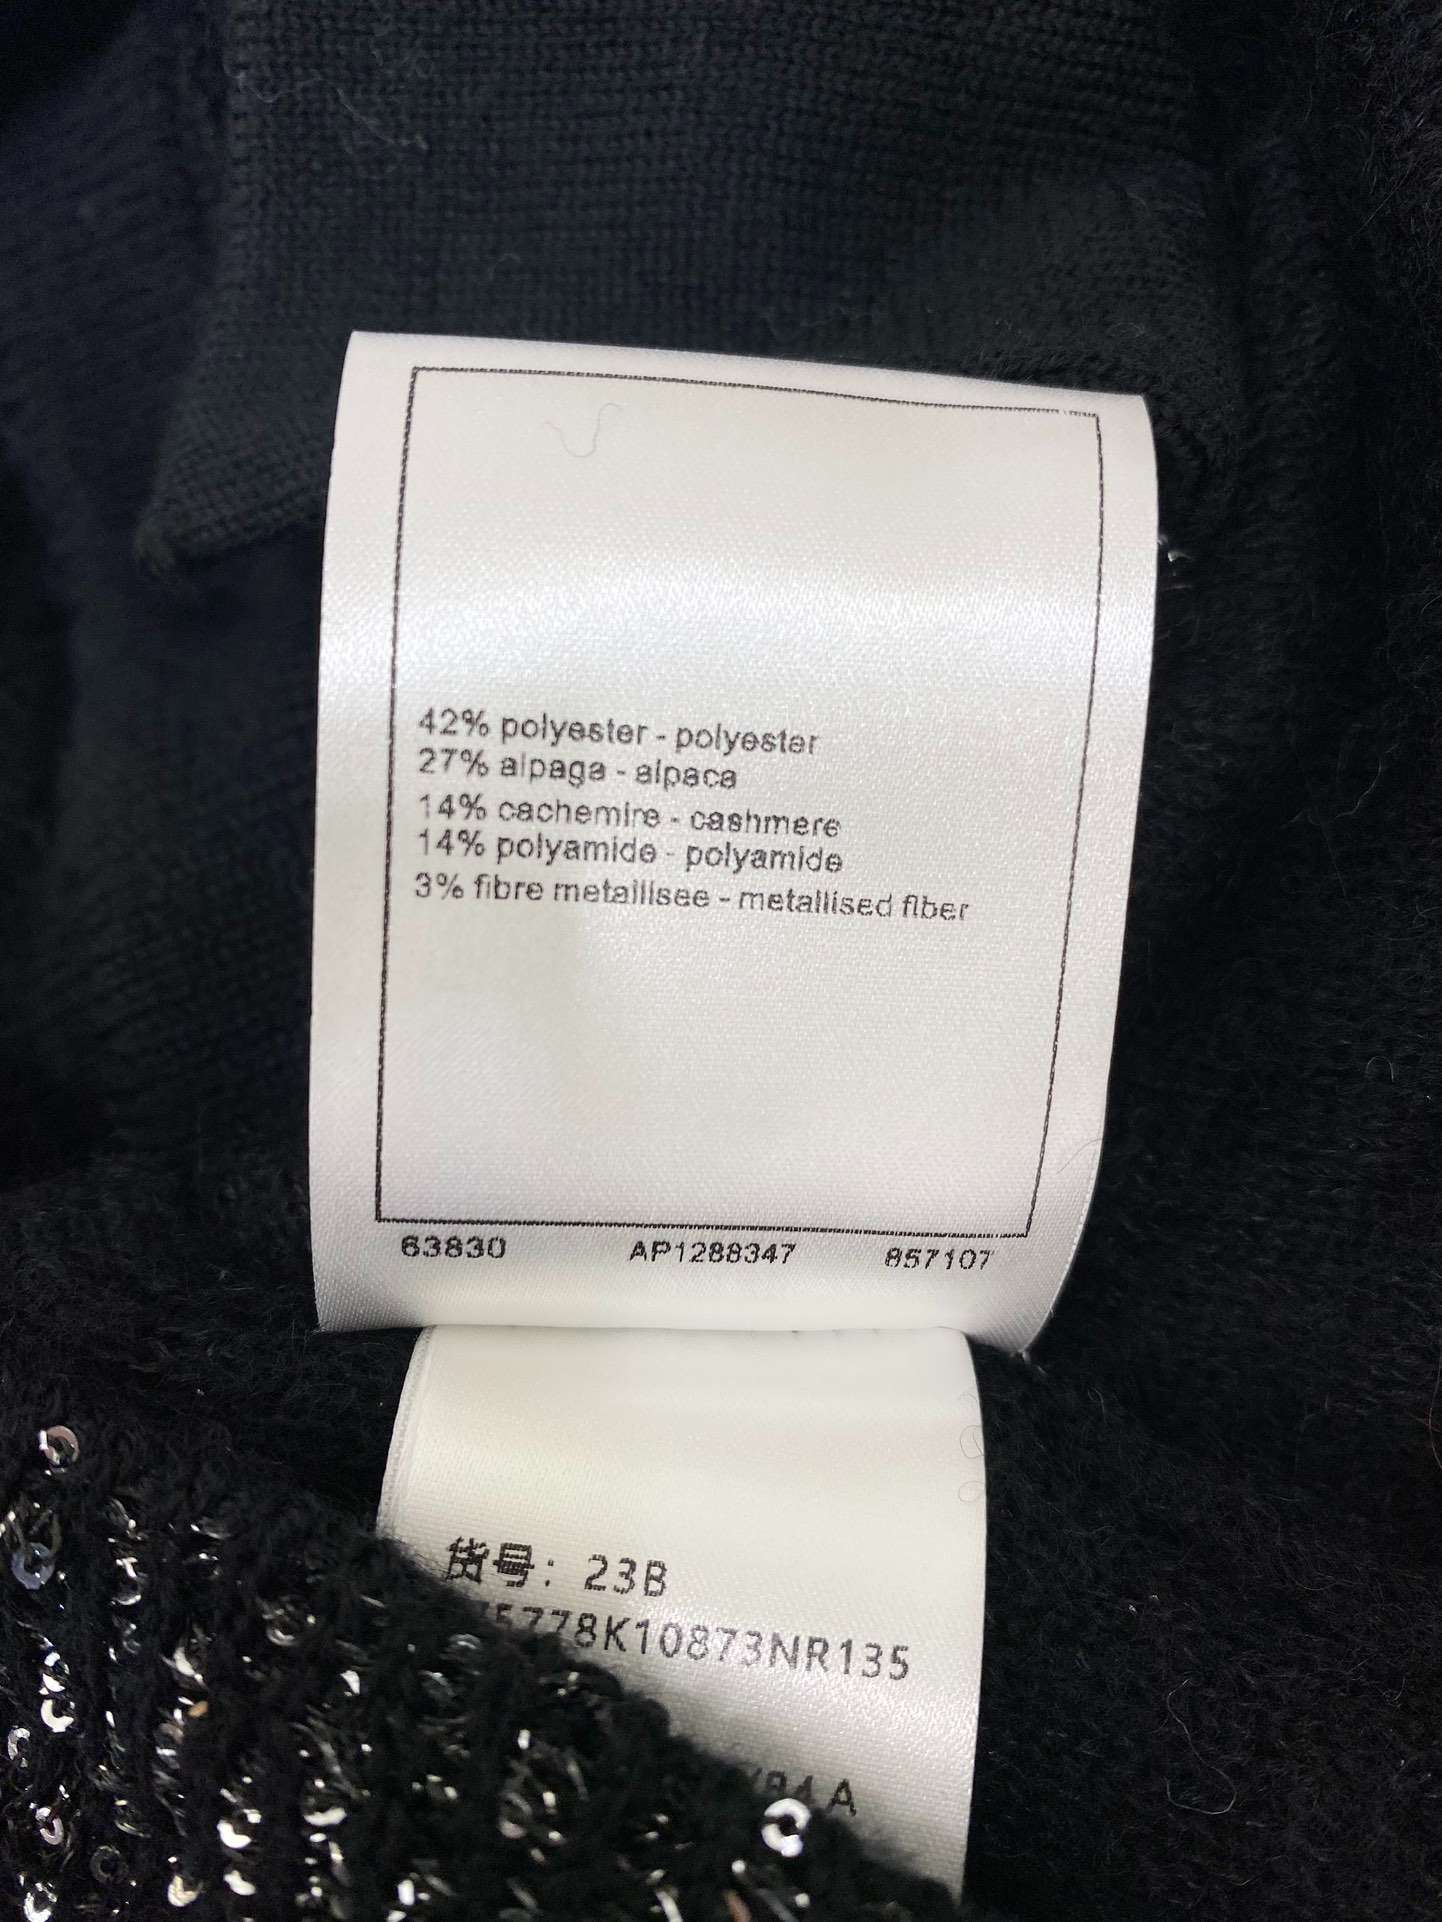 42% polyester - polyester
27% alpaga - alpaca
14% cachemire - cashmere
14% polyamide - polyamide
3% fibre metallisee - metallised fiber
63830 AP1288347 857107
货号: 23B
5778K10873NR135